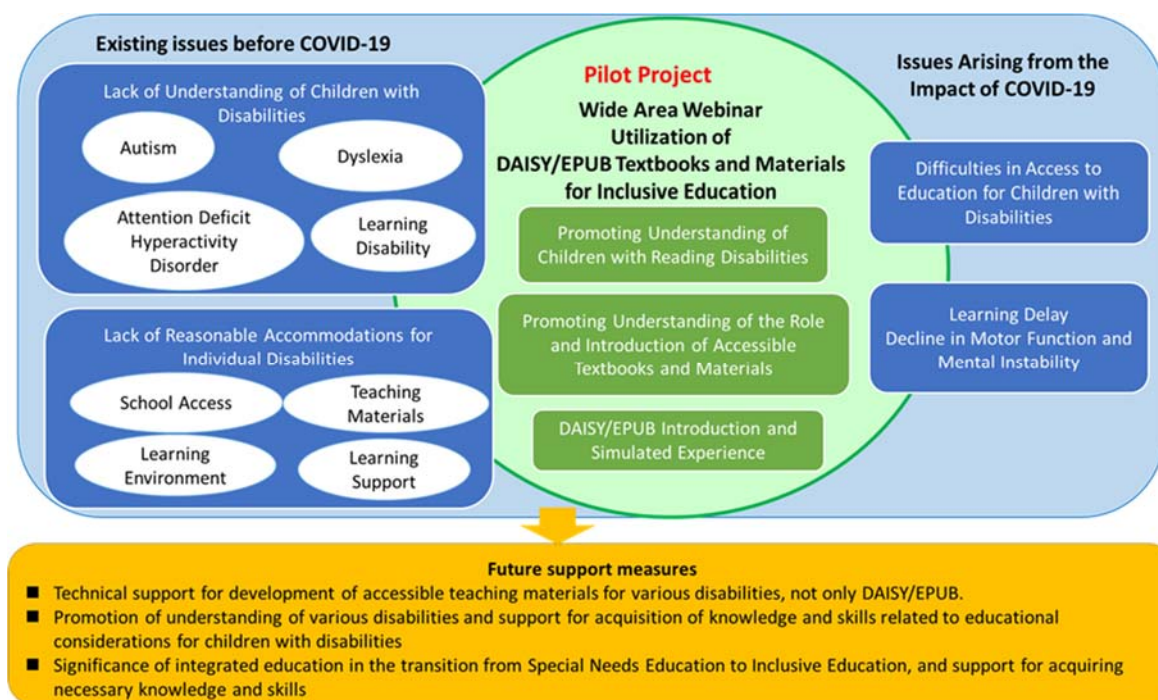 Existing issues before COVID-19
Lack of Understanding of Children with
Disabilities
Autism
Dyslexia
Attention Deficit
Hyperactivity
Disorder
Learning
Disability
Lack of Reasonable Accommodations for
Individual Disabilities
School Access
Teaching
Materials
Learning
Environment
Learning
Support
Pilot Project
Wide Area Webinar
Utilization of
DAISY/EPUB Textbooks and Materials
for Inclusive Education
Promoting Understanding of
Children with Reading Disabilities
Promoting Understanding of the Role
and Introduction of Accessible
Textbooks and Materials
DAISY/EPUB Introduction and
Simulated Experience
Issues Arising from the
Impact of COVID-19
Difficulties in Access to
Education for Children with
Disabilities
Learning Delay
Decline in Motor Function and
Mental Instability
Future support measures
■ Technical support for development of accessible teaching materials for various disabilities, not only DAISY/EPUB.
■ Promotion of understanding of various disabilities and support for acquisition of knowledge and skills related to educational
considerations for children with disabilities
■ Significance of integrated education in the transition from Special Needs Education to Inclusive Education, and support for acquiring
necessary knowledge and skills